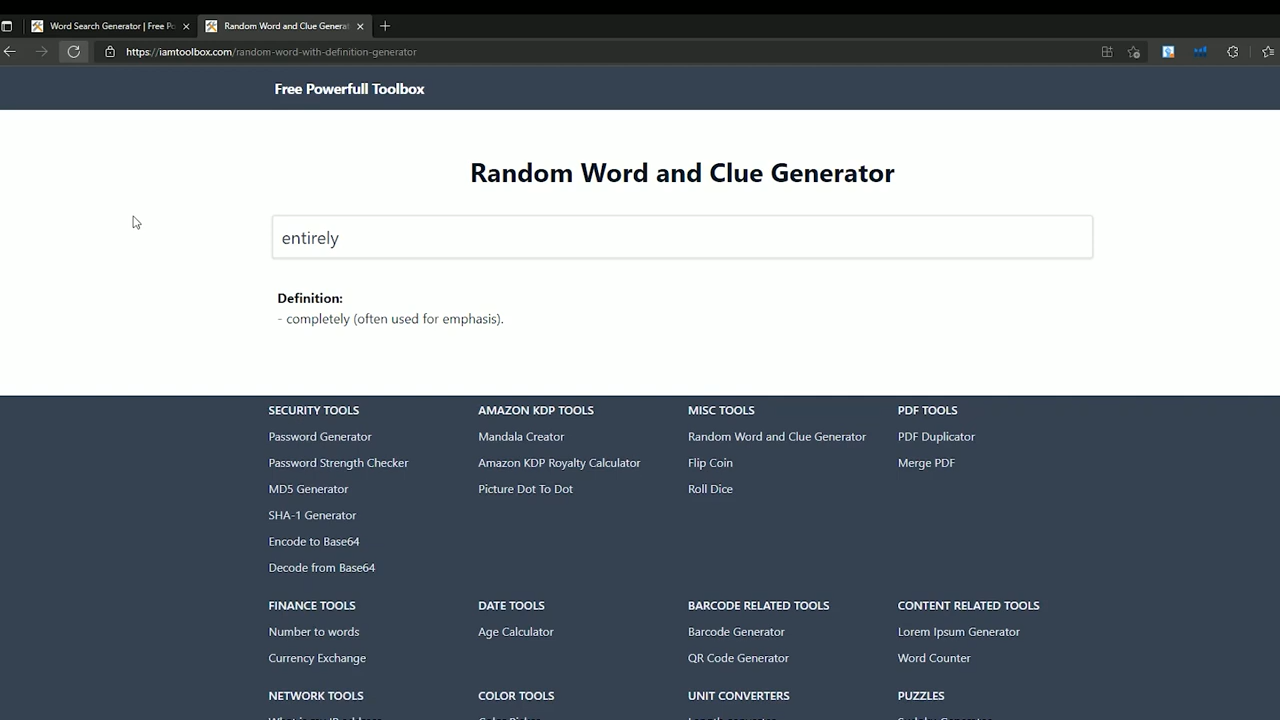 Word Search Generator | Free Po
Random Word and Clue Generat
https://iamtoolbox.com/random-word-with-definition-generator
Free Powerfull Toolbox
Random Word and Clue Generator
entirely
Definition:
- completely (often used for emphasis).
SECURITY TOOLS
Password Generator
Password Strength Checker
MD5 Generator
SHA-1 Generator
Encode to Base64
Decode from Base64
AMAZON KDP TOOLS
Mandala Creator
Amazon KDP Royalty Calculator
Picture Dot To Dot
MISC TOOLS
Random Word and Clue Generator
Flip Coin
Roll Dice
PDF TOOLS
PDF Duplicator
Merge PDF
FINANCE TOOLS
Number to words
Currency Exchange
DATE TOOLS
Age Calculator
BARCODE RELATED TOOLS
Barcode Generator
QR Code Generator
CONTENT RELATED TOOLS
Lorem Ipsum Generator
Word Counter
NETWORK TOOLS
COLOR TOOLS
UNIT CONVERTERS
PUZZLES